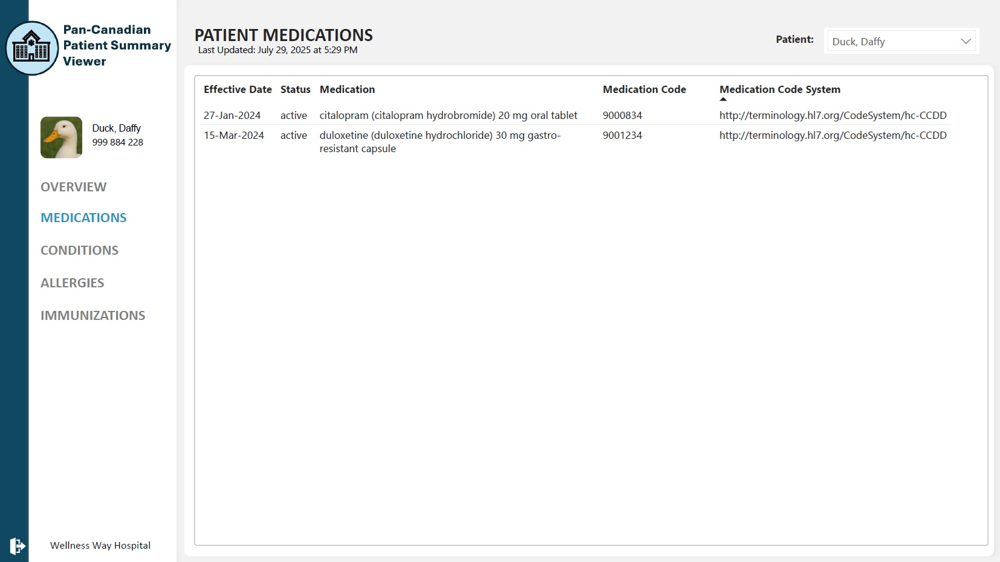 Pan-Canadian
Patient Summary
Viewer
Duck, Daffy
999 884 228
OVERVIEW
MEDICATIONS
CONDITIONS
ALLERGIES
IMMUNIZATIONS
Wellness Way Hospital
PATIENT MEDICATIONS
Last Updated: July 29, 2025 at 5:29 PM
Patient: Duck, Daffy
Effective Date Status Medication Medication Code Medication Code System
27-Jan-2024 active citalopram (citalopram hydrobromide) 20 mg oral tablet 9000834 http://terminology.hl7.org/CodeSystem/hc-CCDD
15-Mar-2024 active duloxetine (duloxetine hydrochloride) 30 mg gastro- 9001234 http://terminology.hl7.org/CodeSystem/hc-CCDD
resistant capsule